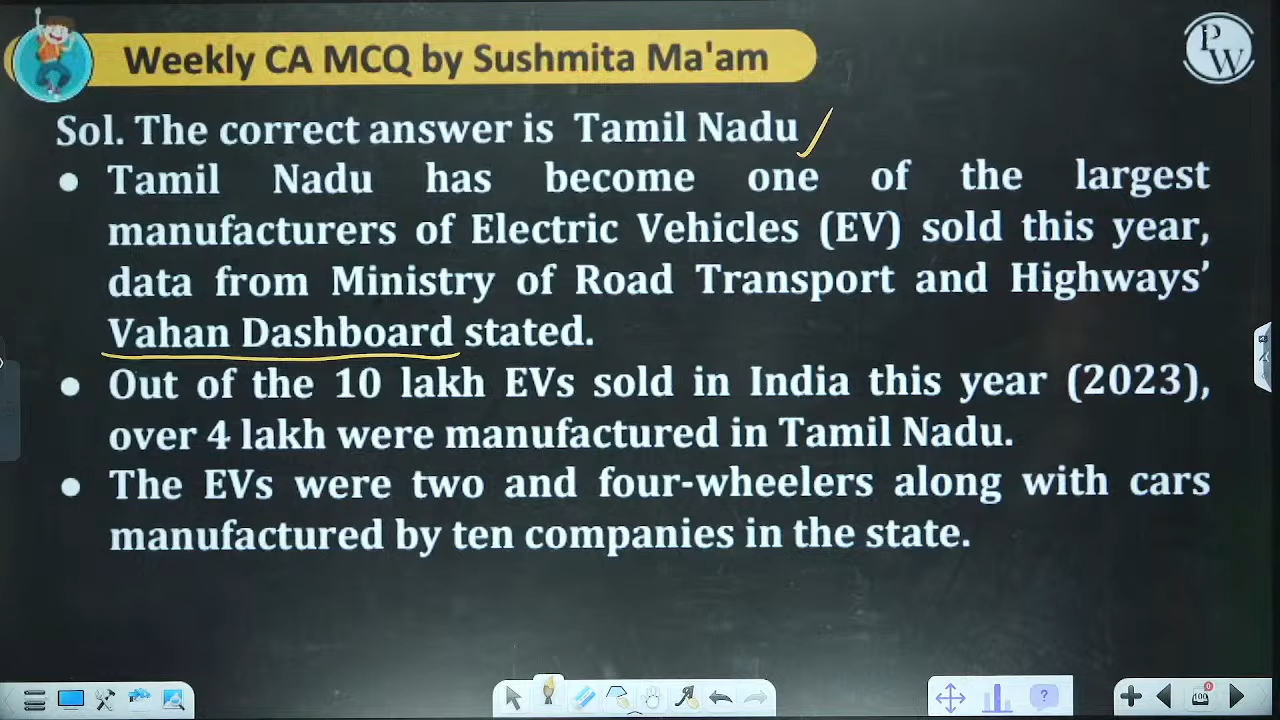 Weekly CA MCQ by Sushmita Ma'am
PW
Sol. The correct answer is Tamil Nadu
● Tamil Nadu has become one of the largest
manufacturers of Electric Vehicles (EV) sold this year,
data from Ministry of Road Transport and Highways’
Vahan Dashboard stated.
● Out of the 10 lakh EVs sold in India this year (2023),
over 4 lakh were manufactured in Tamil Nadu.
● The EVs were two and four-wheelers along with cars
manufactured by ten companies in the state.